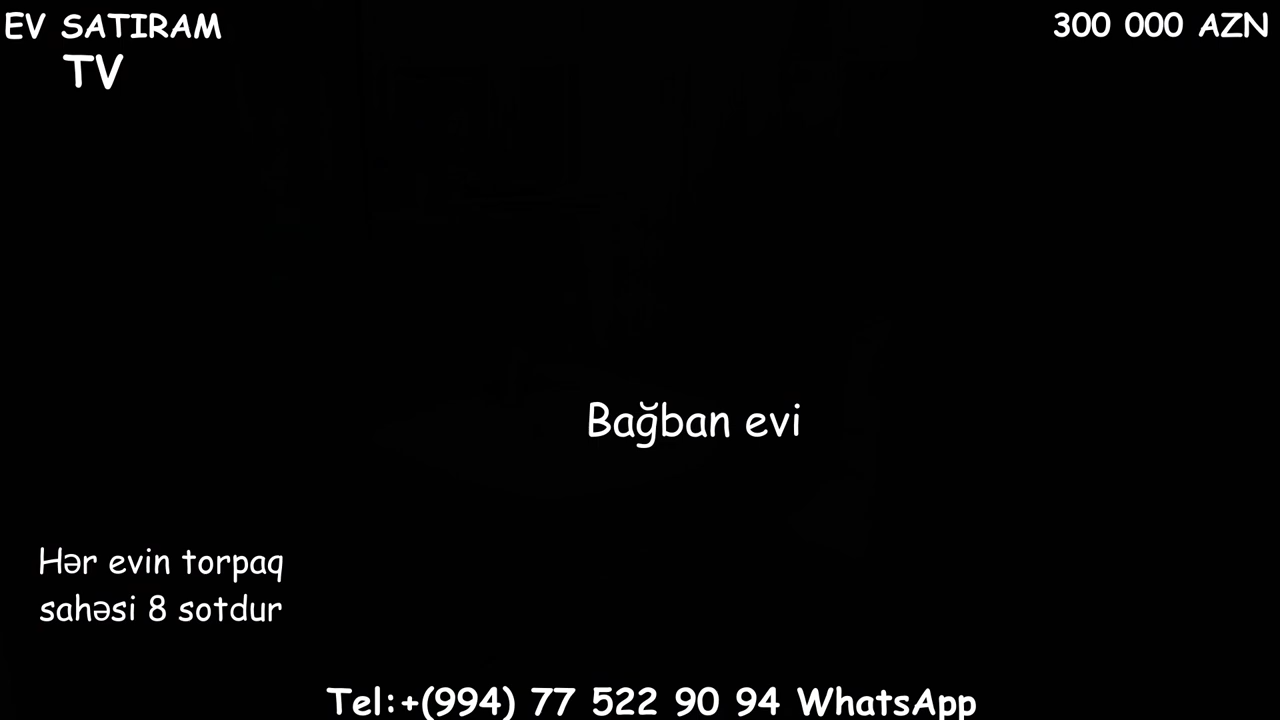 EV SATIRAM
TV
300 000 AZN
Bağban evi
Hər evin torpaq
sahəsi 8 sotdur
Tel:+(994) 77 522 90 94 WhatsApp